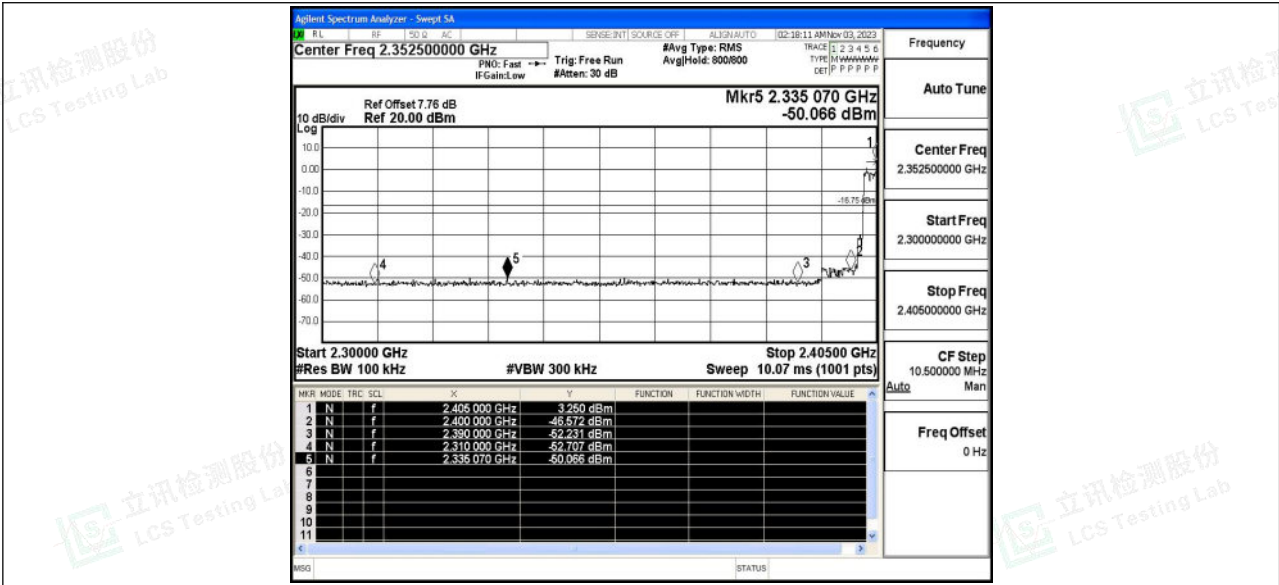 Agilent Spectrum Analyzer - Swept SA
RL RF 50 Ω AC SENSE:INT SOURCE OFF ALIGNAUTO 02:18:11 AM Nov 03, 2023
Center Freq 2.352500000 GHz
PNO: Fast
IFGain:Low
Trig: Free Run
#Atten: 30 dB
#Avg Type: RMS
Avg|Hold: 800/800
TRACE 1 2 3 4 5 6
TYPE M W W W W W
DET P P P P P P
Ref Offset 7.76 dB
10 dB/div Ref 20.00 dBm
Log
Mkr5 2.335 070 GHz
-50.066 dBm
10.0
0.00
-10.0
-20.0
-30.0
-40.0
-50.0
-60.0
-70.0
-16.75 dBm
1
2
3
4
5
Start 2.30000 GHz Stop 2.40500 GHz
#Res BW 100 kHz #VBW 300 kHz Sweep 10.07 ms (1001 pts)
MKR MODE TRC SCL X Y FUNCTION FUNCTION WIDTH FUNCTION VALUE
1 N f 2.405 000 GHz 3.250 dBm
2 N f 2.400 000 GHz -46.572 dBm
3 N f 2.390 000 GHz -52.231 dBm
4 N f 2.310 000 GHz -52.707 dBm
5 N f 2.335 070 GHz -50.066 dBm
6
7
8
9
10
11
MSG STATUS
Frequency
Auto Tune
Center Freq
2.352500000 GHz
Start Freq
2.300000000 GHz
Stop Freq
2.405000000 GHz
CF Step
10.500000 MHz
Auto Man
Freq Offset
0 Hz
立讯检测股份
LCS Testing Lab
立讯检测股份
LCS Testing Lab